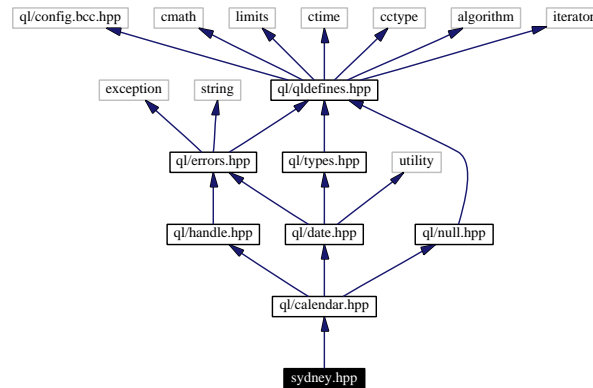 ql/config.bcc.hpp
cmath
limits
ctime
cctype
algorithm
iterator
exception
string
ql/qldefines.hpp
ql/errors.hpp
ql/types.hpp
utility
ql/handle.hpp
ql/date.hpp
ql/null.hpp
ql/calendar.hpp
sydney.hpp